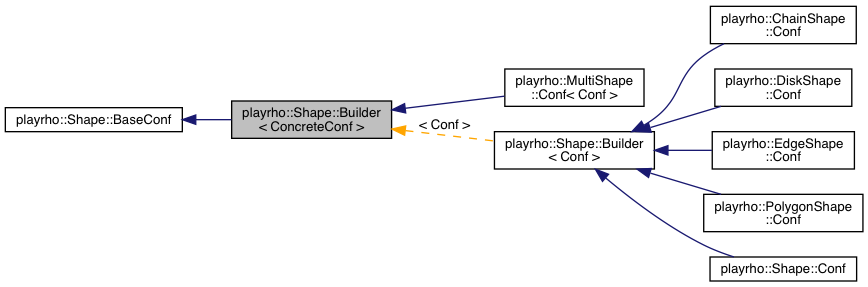 playrho::ChainShape
::Conf
playrho::MultiShape
::Conf< Conf >
playrho::DiskShape
::Conf
playrho::Shape::BaseConf
playrho::Shape::Builder
< ConcreteConf >
< Conf >
playrho::Shape::Builder
< Conf >
playrho::EdgeShape
::Conf
playrho::PolygonShape
::Conf
playrho::Shape::Conf